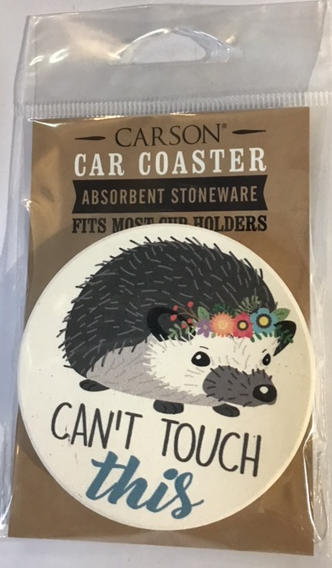 CARSON®
CAR COASTER
ABSORBENT STONEWARE
FITS MOST CUP HOLDERS
CAN'T TOUCH
this